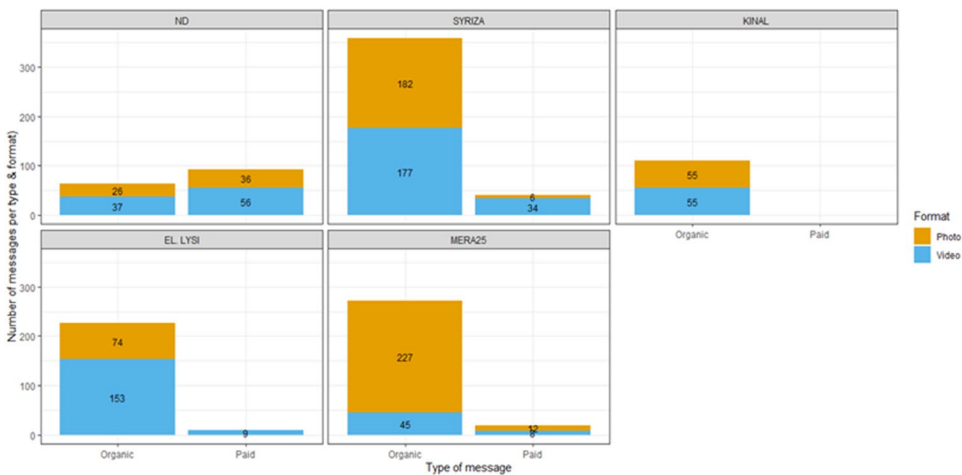 ND
SYRIZA
KINAL
Number of messages per type & format)
300
200
100
0
26
37
36
56
182
177
6
34
55
55
Organic
Paid
Format
Photo
Video
EL. LYSI
MERA25
300
200
100
0
74
153
9
227
45
12
8
Organic
Paid
Organic
Paid
Type of message